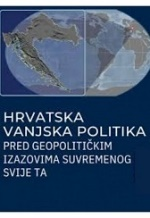 HRVATSKA
VANJSKA POLITIKA
PRED GEOPOLITIČKIM
IZAZOVIMA SUVREMENOG
SVIJE TA